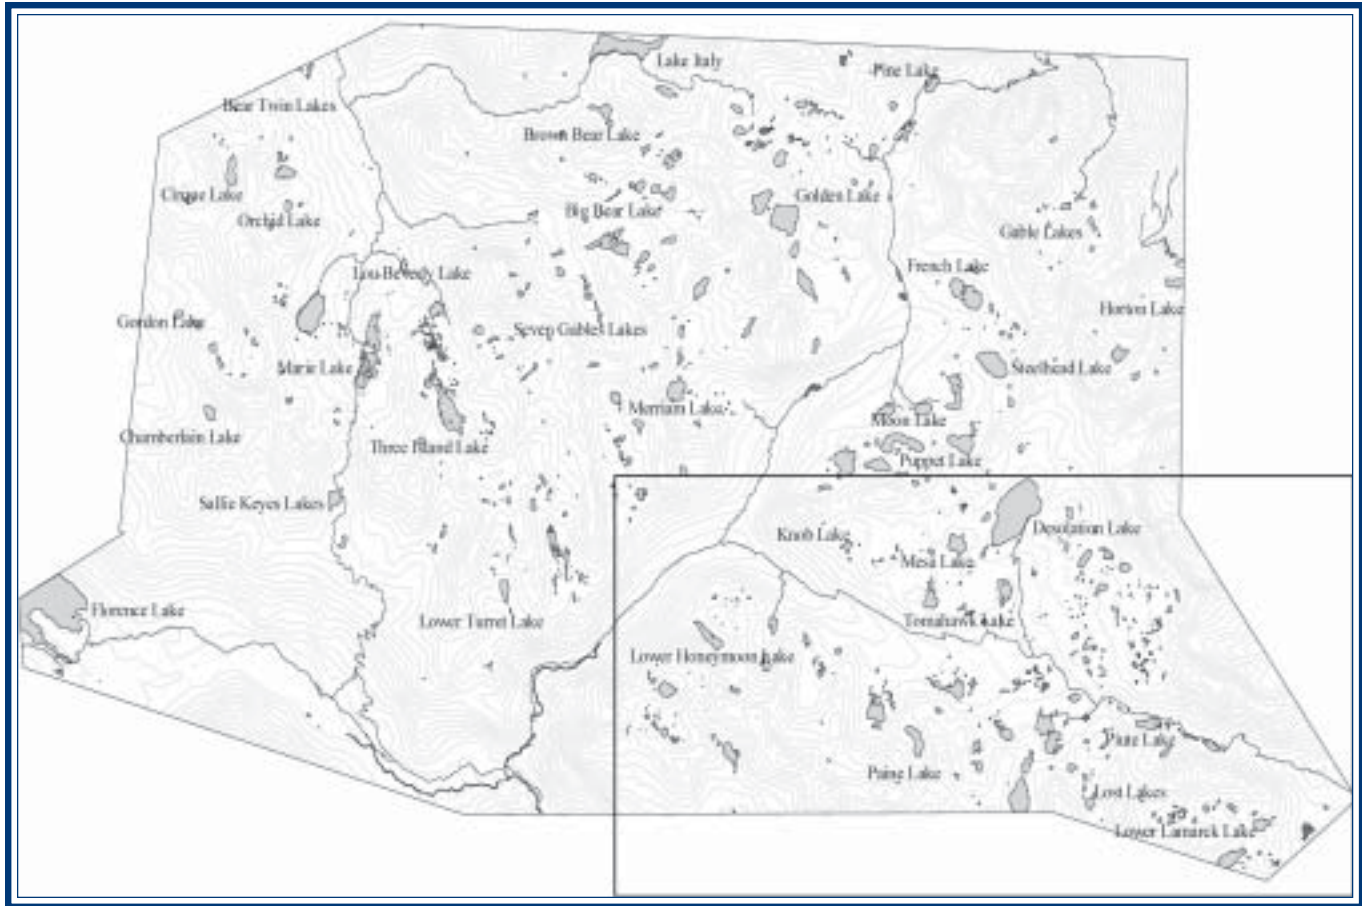 Lake Italy
Pine Lake
Bear Twin Lakes
Brown Bear Lake
Cirque Lake
Golden Lake
Orchid Lake
Big Bear Lake
Gable Lakes
Lou Beverly Lake
French Lake
Horton Lake
Gordon Lake
Seven Gables Lakes
Marie Lake
Steelhead Lake
Merriam Lake
Moon Lake
Chamberlain Lake
Three Island Lake
Puppet Lake
Sallie Keyes Lakes
Knob Lake
Desolation Lake
Mesa Lake
Florence Lake
Lower Turret Lake
Tomahawk Lake
Lower Honeymoon Lake
Piute Lake
Paine Lake
Lost Lakes
Lower Lamarck Lake